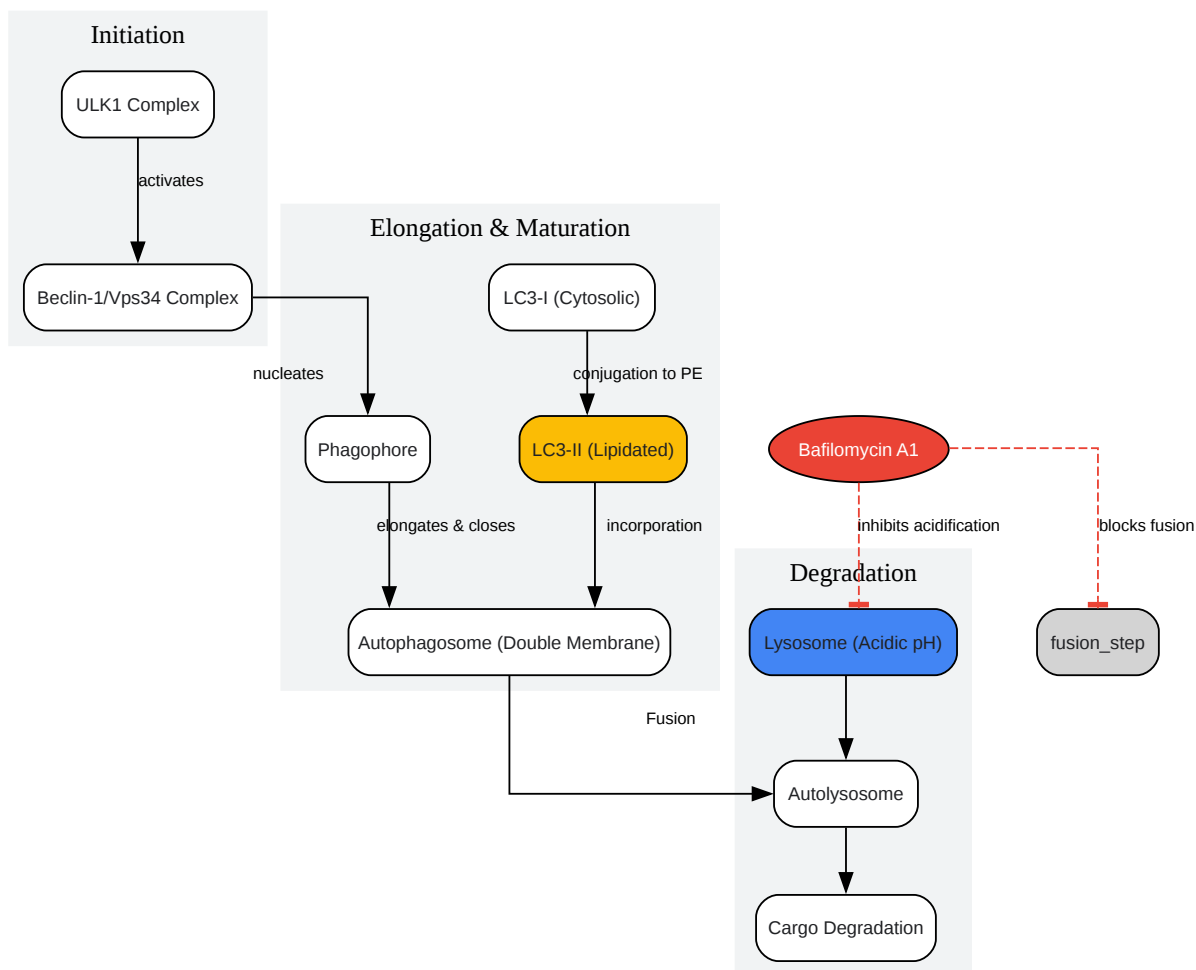 Initiation
ULK1 Complex
activates
Beclin-1/Vps34 Complex
nucleates
Elongation & Maturation
LC3-I (Cytosolic)
conjugation to PE
Phagophore
LC3-II (Lipidated)
elongates & closes
incorporation
Autophagosome (Double Membrane)
Fusion
Bafilomycin A1
inhibits acidification
blocks fusion
Degradation
Lysosome (Acidic pH)
fusion_step
Autolysosome
Cargo Degradation